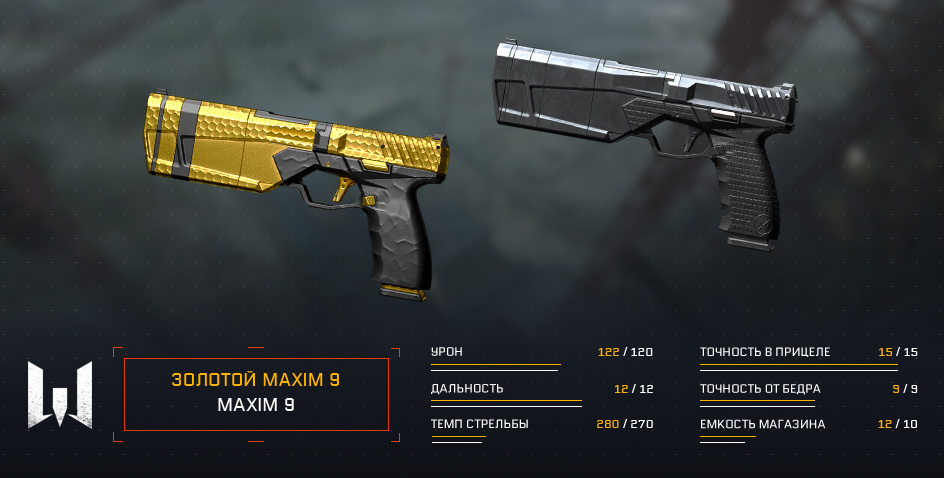 ЗОЛОТОЙ MAXIM 9
MAXIM 9
УРОН 122 / 120
ДАЛЬНОСТЬ 12 / 12
ТЕМП СТРЕЛЬБЫ 280 / 270
ТОЧНОСТЬ В ПРИЦЕЛЕ 15 / 15
ТОЧНОСТЬ ОТ БЕДРА 9 / 9
ЕМКОСТЬ МАГАЗИНА 12 / 10